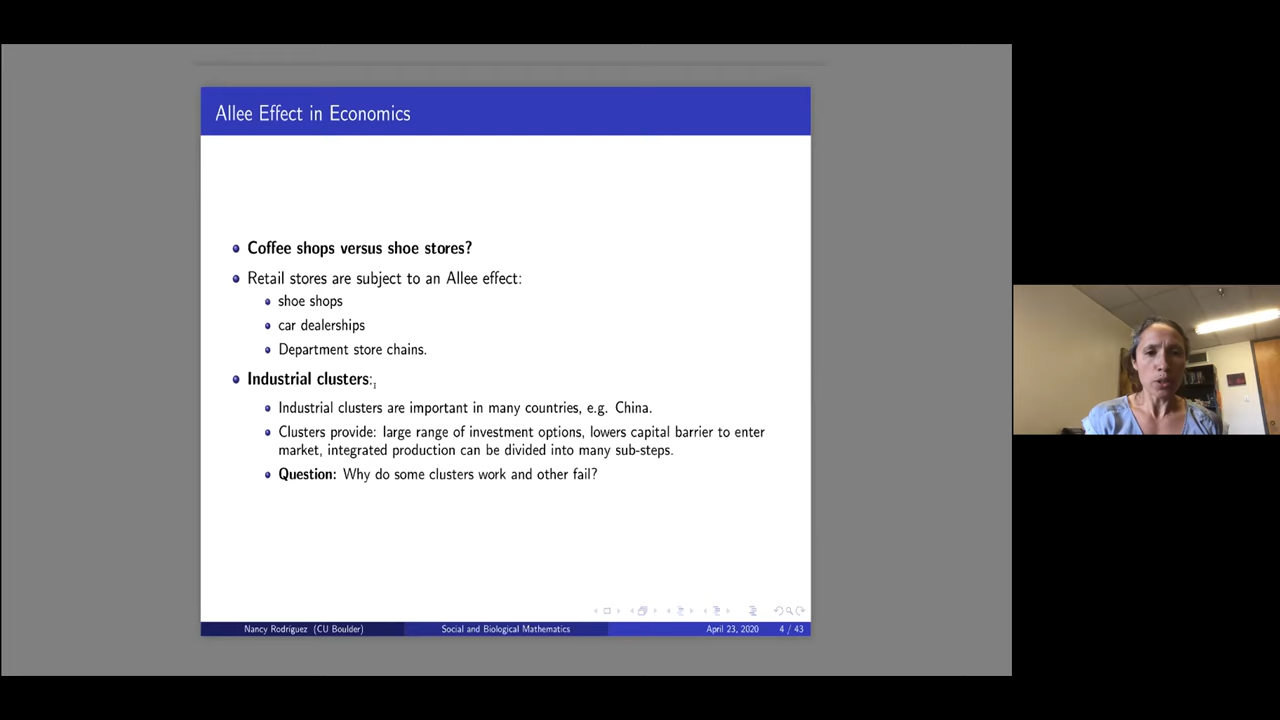 Allee Effect in Economics
Coffee shops versus shoe stores?
Retail stores are subject to an Allee effect:
shoe shops
car dealerships
Department store chains.
Industrial clusters:
Industrial clusters are important in many countries, e.g. China.
Clusters provide: large range of investment options, lowers capital barrier to enter
market, integrated production can be divided into many sub-steps.
Question: Why do some clusters work and other fail?
Nancy Rodriguez (CU Boulder) Social and Biological Mathematics April 23, 2020 4 / 43